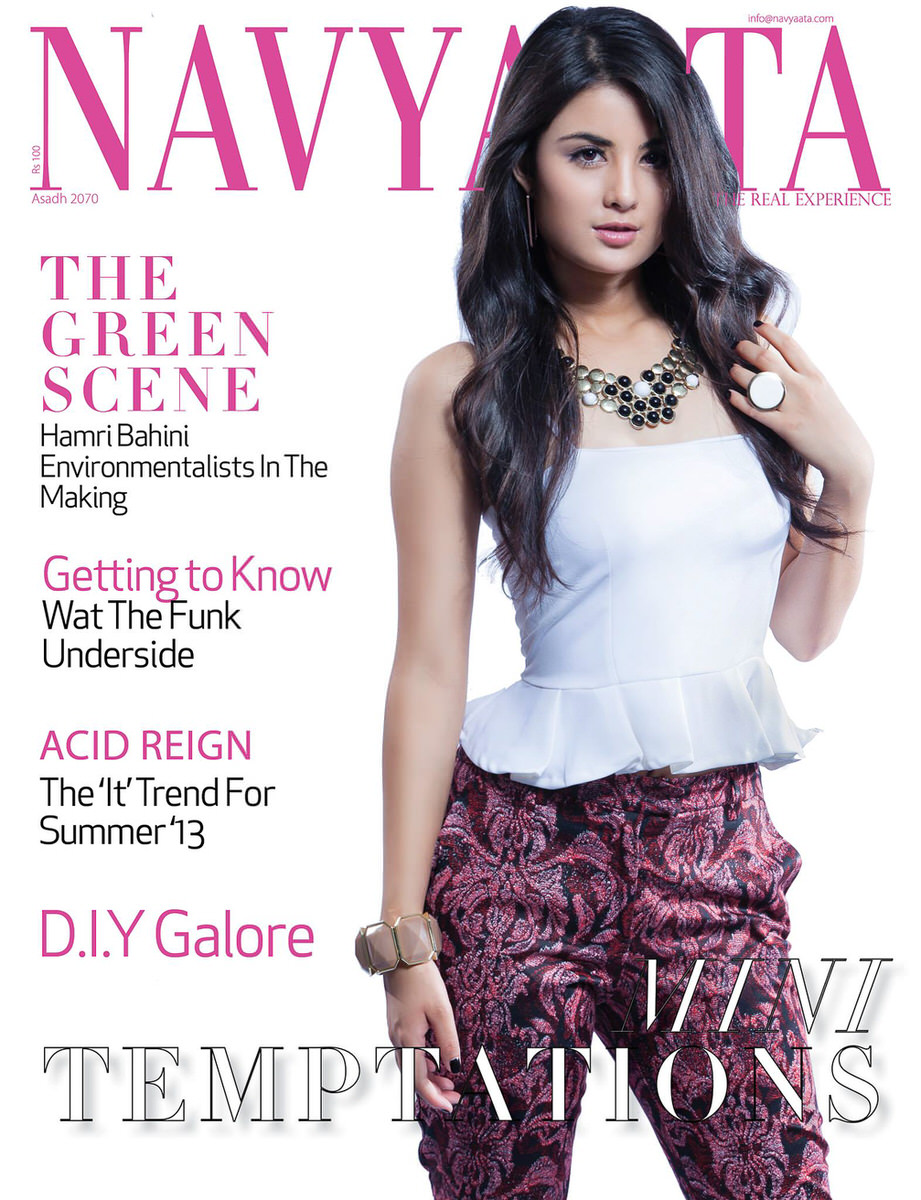 info@navyaata.com
NAVYAATA
Rs 100
Asadh 2070
THE REAL EXPERIENCE
THE
GREEN
SCENE
Hamri Bahini
Environmentalists In The
Making
Getting to Know
Wat The Funk
Underside
ACID REIGN
The ‘It’ Trend For
Summer ‘13
D.I.Y Galore
MINI
TEMPTATIONS